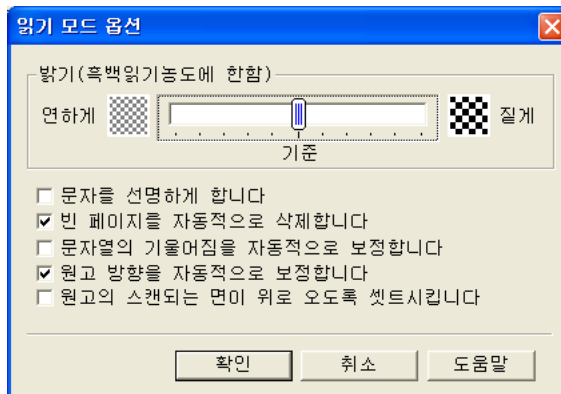 읽기 모드 옵션
밝기(흑백읽기농도에 한함)
연하게
짙게
기준
문자를 선명하게 합니다
빈 페이지를 자동적으로 삭제합니다
문자열의 기울어짐을 자동적으로 보정합니다
원고 방향을 자동적으로 보정합니다
원고의 스캔되는 면이 위로 오도록 셋트시킵니다
확인 취소 도움말